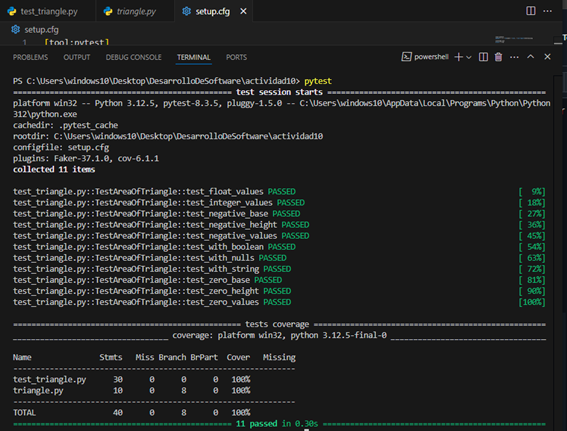 test_triangle.py triangle.py setup.cfg
setup.cfg
1 [tool:pytest]
PROBLEMS OUTPUT DEBUG CONSOLE TERMINAL PORTS powershell
PS C:\Users\windows10\Desktop\DesarrolloDeSoftware\actividad10> pytest
test session starts
platform win32 -- Python 3.12.5, pytest-8.3.5, pluggy-1.5.0 -- C:\Users\windows10\AppData\Local\Programs\Python\Python
312\python.exe
cachedir: .pytest_cache
rootdir: C:\Users\windows10\Desktop\DesarrolloDeSoftware\actividad10
configfile: setup.cfg
plugins: Faker-37.1.0, cov-6.1.1
collected 11 items
test_triangle.py::TestAreaOfTriangle::test_float_values PASSED [ 9%]
test_triangle.py::TestAreaOfTriangle::test_integer_values PASSED [ 18%]
test_triangle.py::TestAreaOfTriangle::test_negative_base PASSED [ 27%]
test_triangle.py::TestAreaOfTriangle::test_negative_height PASSED [ 36%]
test_triangle.py::TestAreaOfTriangle::test_negative_values PASSED [ 45%]
test_triangle.py::TestAreaOfTriangle::test_with_boolean PASSED [ 54%]
test_triangle.py::TestAreaOfTriangle::test_with_nulls PASSED [ 63%]
test_triangle.py::TestAreaOfTriangle::test_with_string PASSED [ 72%]
test_triangle.py::TestAreaOfTriangle::test_zero_base PASSED [ 81%]
test_triangle.py::TestAreaOfTriangle::test_zero_height PASSED [ 90%]
test_triangle.py::TestAreaOfTriangle::test_zero_values PASSED [100%]
tests coverage
coverage: platform win32, python 3.12.5-final-0
Name Stmts Miss Branch BrPart Cover Missing
test_triangle.py 30 0 0 0 100%
triangle.py 10 0 8 0 100%
TOTAL 40 0 8 0 100%
11 passed in 0.30s